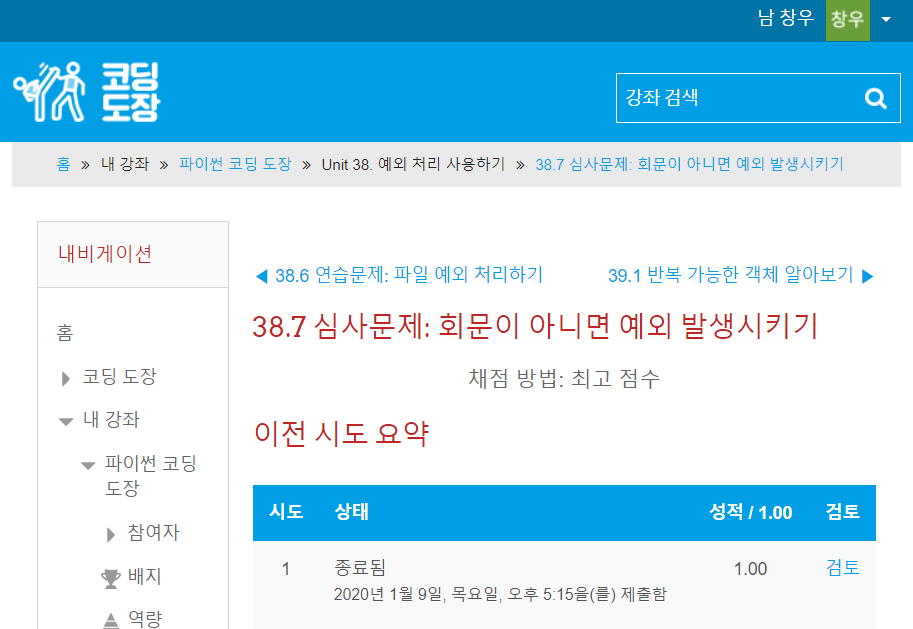 남 창우 창우
코딩
도장
강좌 검색
홈 » 내 강좌 » 파이썬 코딩 도장 » Unit 38. 예외 처리 사용하기 » 38.7 심사문제: 회문이 아니면 예외 발생시키기
내비게이션
홈
코딩 도장
내 강좌
파이썬 코딩
도장
참여자
배지
역량
◀ 38.6 연습문제: 파일 예외 처리하기 39.1 반복 가능한 객체 알아보기 ▶
38.7 심사문제: 회문이 아니면 예외 발생시키기
채점 방법: 최고 점수
이전 시도 요약
시도 상태 성적 / 1.00 검토
1 종료됨 1.00 검토
2020년 1월 9일, 목요일, 오후 5:15을(를) 제출함